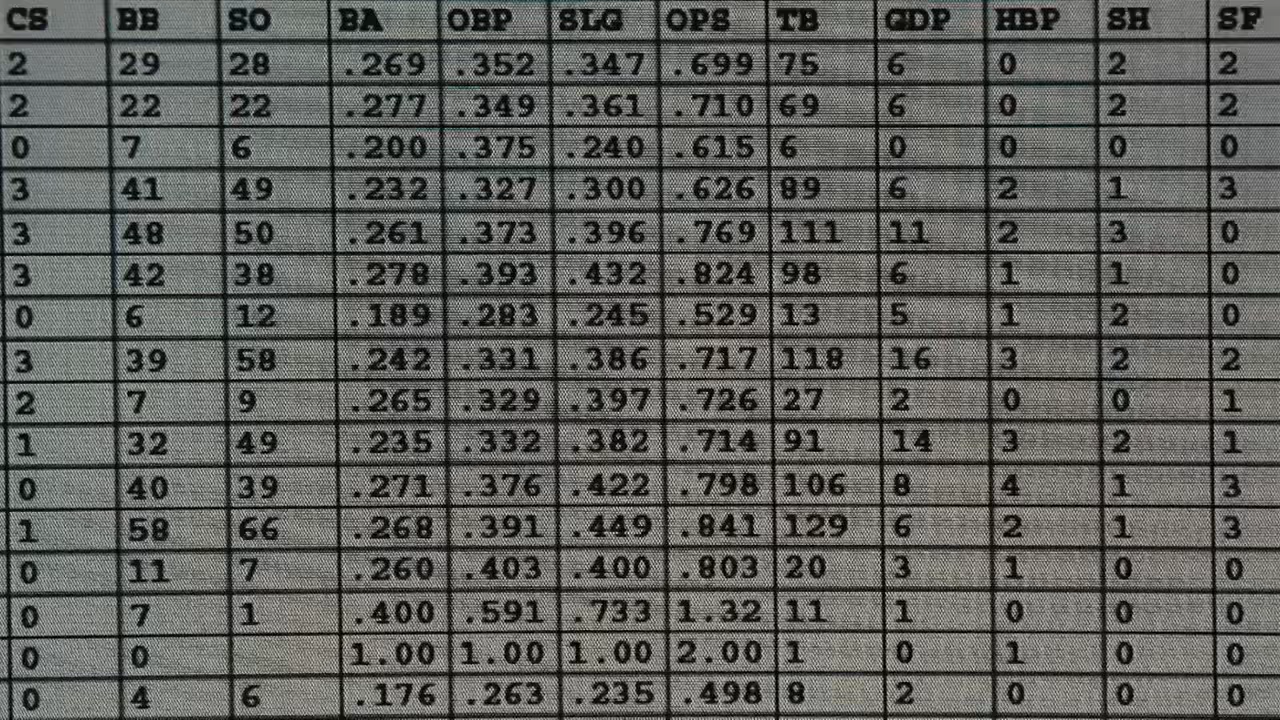 CS BB SO BA OBP SLG OPS TB GDP HBP SH SF
2 29 28 .269 .352 .347 .699 75 6 0 2 2
2 22 22 .277 .349 .361 .710 69 6 0 2 2
0 7 6 .200 .375 .240 .615 6 0 0 0 0
3 41 49 .232 .327 .300 .626 89 6 2 1 3
3 48 50 .261 .373 .396 .769 111 11 2 3 0
3 42 38 .278 .393 .432 .824 98 6 1 1 0
0 6 12 .189 .283 .245 .529 13 5 1 2 0
3 39 58 .242 .331 .386 .717 118 16 3 2 2
2 7 9 .265 .329 .397 .726 27 2 0 0 1
1 32 49 .235 .332 .382 .714 91 14 3 2 1
0 40 39 .271 .376 .422 .798 106 8 4 1 3
1 58 66 .268 .391 .449 .841 129 6 2 1 3
0 11 7 .260 .403 .400 .803 20 3 1 0 0
0 7 1 .400 .591 .733 1.32 11 1 0 0 0
0 0 1.00 1.00 1.00 2.00 1 0 1 0 0
0 4 6 .176 .263 .235 .498 8 2 0 0 0